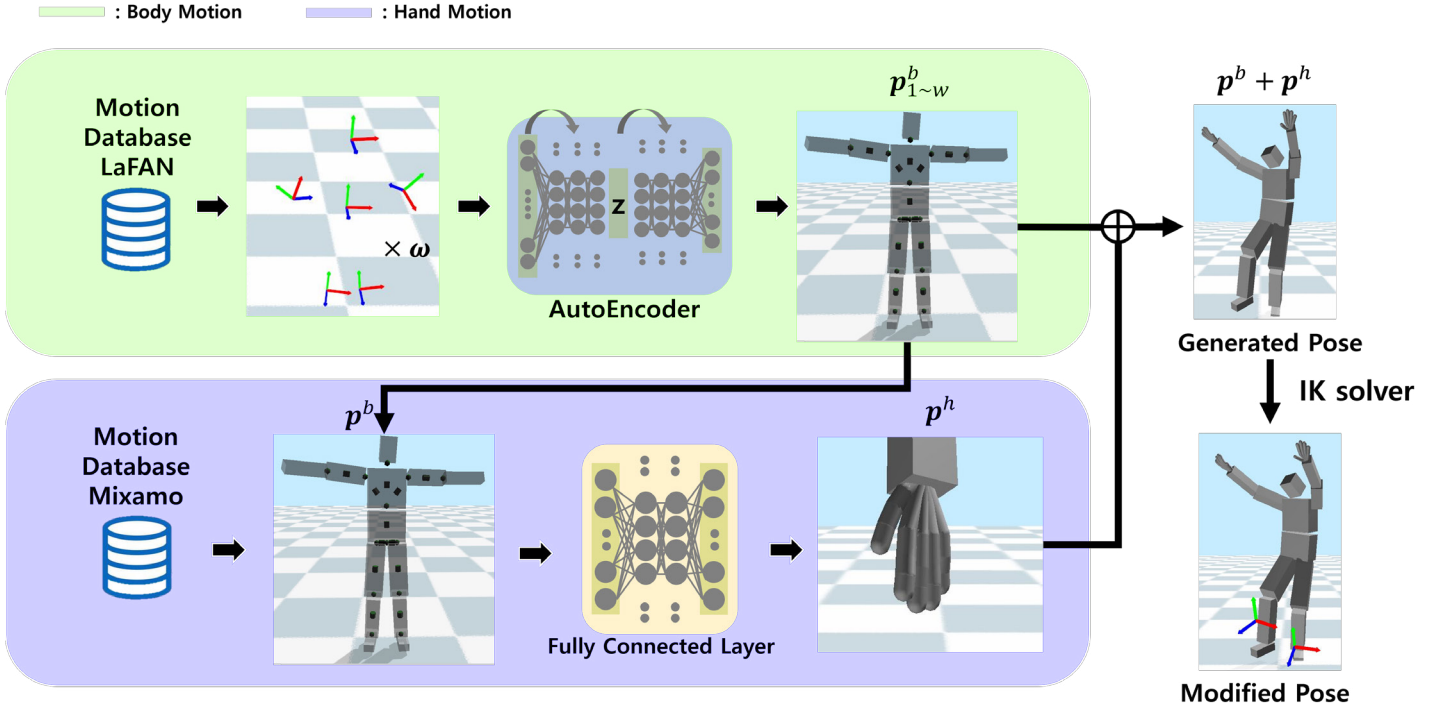 : Body Motion
: Hand Motion
Motion
Database
LaFAN
× ω
z
AutoEncoder
p^b_{1~w}
p^b + p^h
Generated Pose
IK solver
Motion
Database
Mixamo
p^b
Fully Connected Layer
p^h
Modified Pose